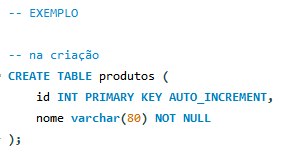 -- EXEMPLO
-- na criação
CREATE TABLE produtos (
id INT PRIMARY KEY AUTO_INCREMENT,
nome varchar(80) NOT NULL
);